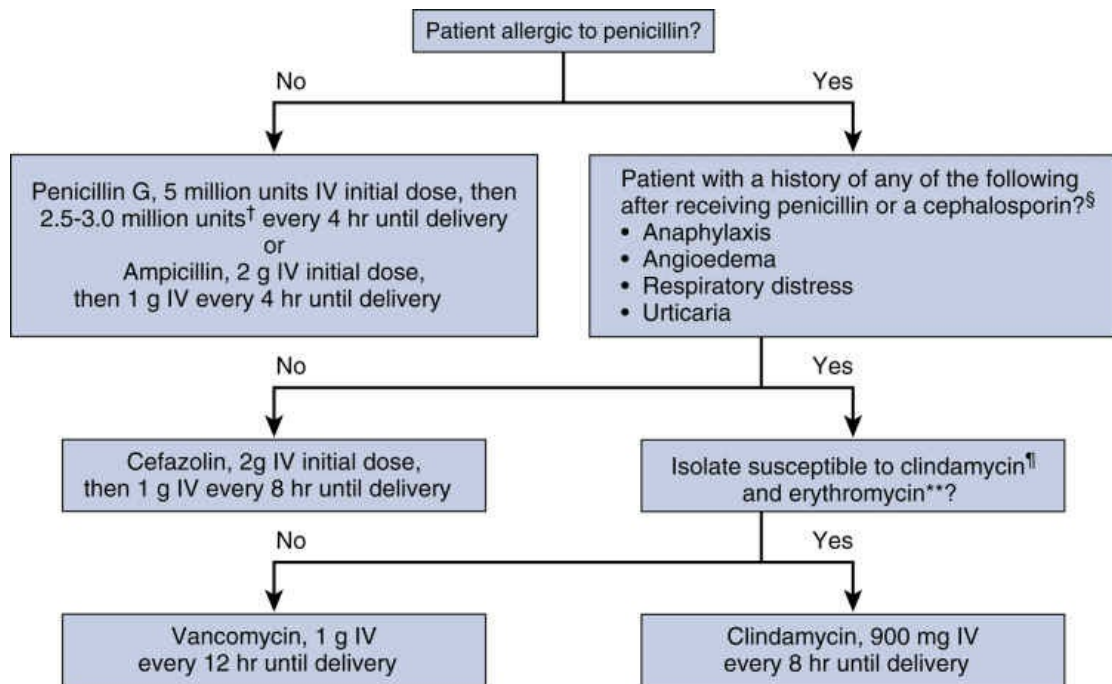 Patient allergic to penicillin?
No
Yes
Penicillin G, 5 million units IV initial dose, then
2.5-3.0 million units† every 4 hr until delivery
or
Ampicillin, 2 g IV initial dose,
then 1 g IV every 4 hr until delivery
Patient with a history of any of the following
after receiving penicillin or a cephalosporin?§
• Anaphylaxis
• Angioedema
• Respiratory distress
• Urticaria
No
Yes
Cefazolin, 2g IV initial dose,
then 1 g IV every 8 hr until delivery
Isolate susceptible to clindamycin¶
and erythromycin**?
No
Yes
Vancomycin, 1 g IV
every 12 hr until delivery
Clindamycin, 900 mg IV
every 8 hr until delivery